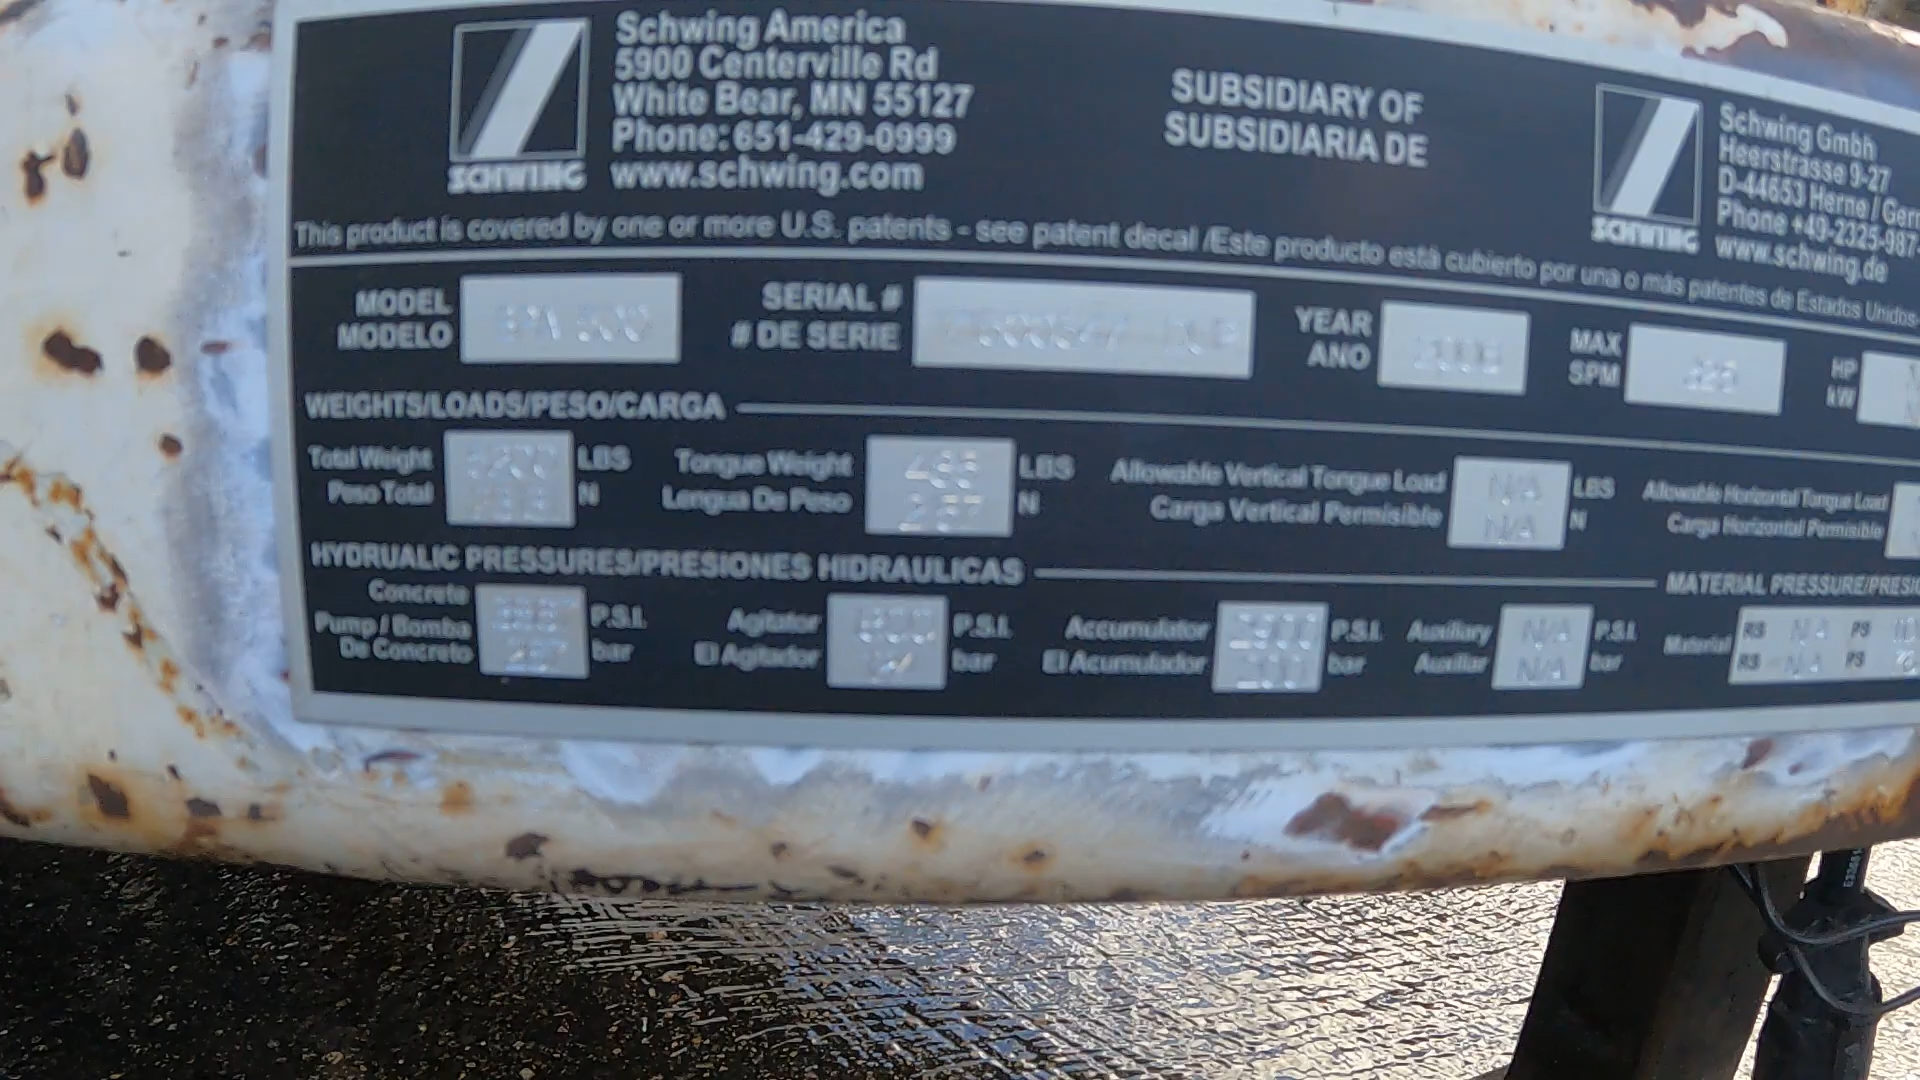 Schwing America
5900 Centerville Rd
White Bear, MN 55127
Phone: 651-429-0999
www.schwing.com
SCHWING
SUBSIDIARY OF
SUBSIDIARIA DE
Schwing Gmbh
Heerstrasse 9-27
D-44653 Herne / Gern
Phone +49-2325-987-
www.schwing.de
SCHWING
This product is covered by one or more U.S. patents - see patent decal /Este producto está cubierto por una o más patentes de Estados Unidos-
MODEL
MODELO
SERIAL #
# DE SERIE
YEAR
ANO
MAX
SPM
HP
kW
WEIGHTS/LOADS/PESO/CARGA
Total Weight LBS
Peso Total N
Tongue Weight LBS
Lengua De Peso N
Allowable Vertical Tongue Load N/A LBS
Carga Vertical Permisible N/A N
Allowable Horizontal Tongue Load
Carga Horizontal Permisible
HYDRUALIC PRESSURES/PRESIONES HIDRAULICAS
MATERIAL PRESSURE/PRESI
Concrete
Pump / Bomba P.S.I.
De Concreto bar
Agitator P.S.I.
El Agitador bar
Accumulator P.S.I.
El Acumulador bar
Auxiliary N/A P.S.I.
Auxiliar N/A bar
Material RS PS
RS PS